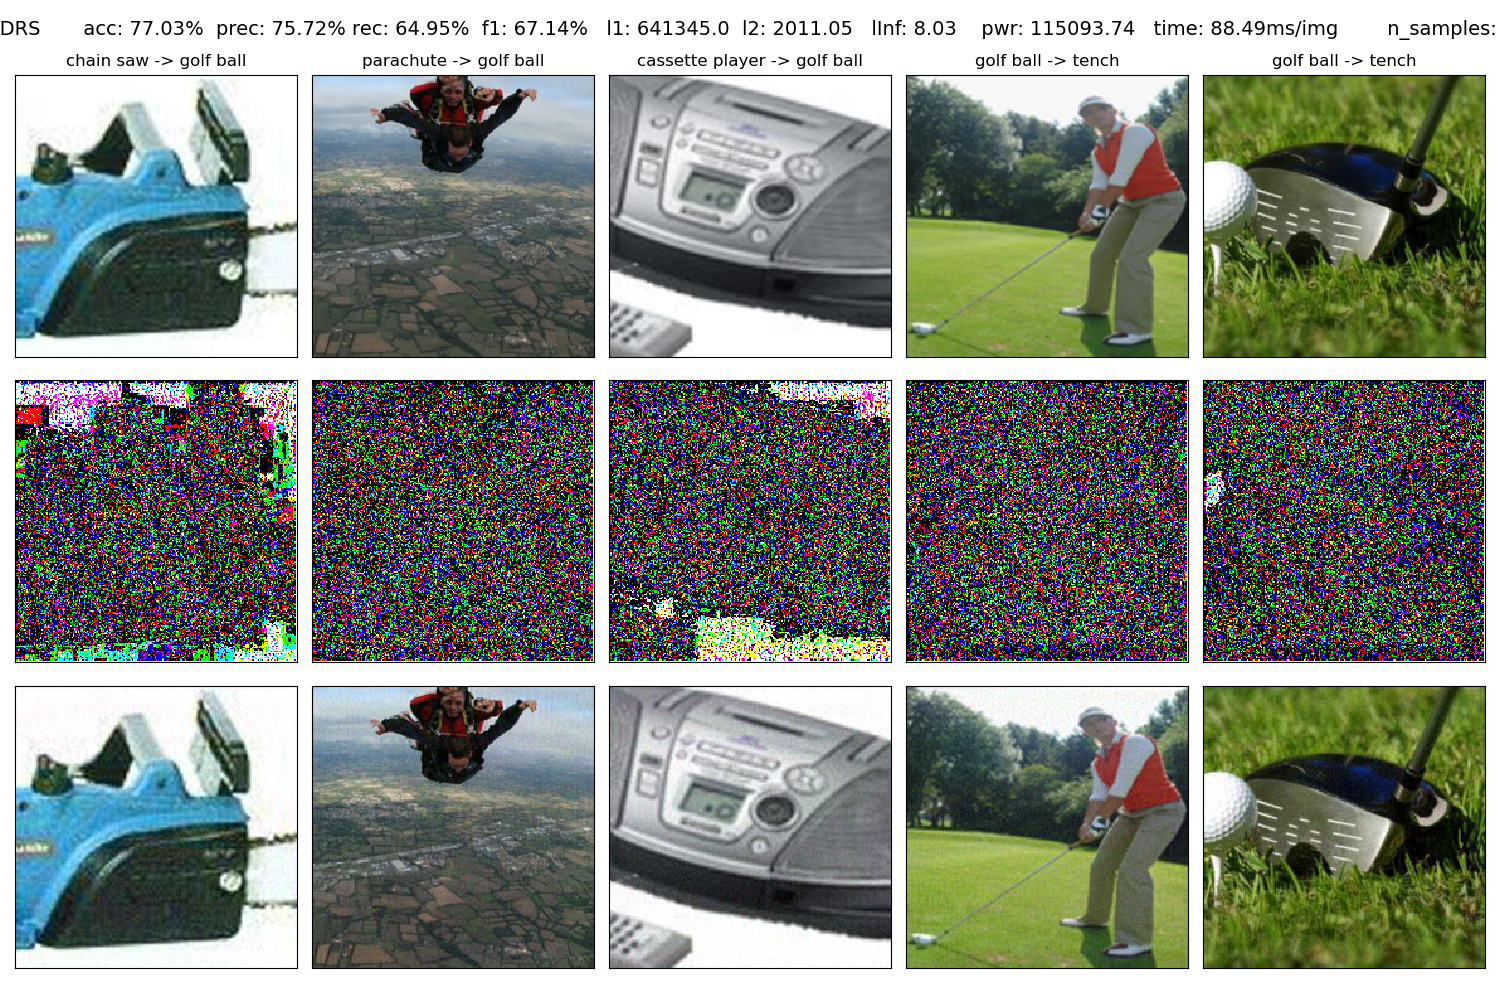 DRS acc: 77.03% prec: 75.72% rec: 64.95% f1: 67.14% l1: 641345.0 l2: 2011.05 lInf: 8.03 pwr: 115093.74 time: 88.49ms/img n_samples:
chain saw -> golf ball
parachute -> golf ball
cassette player -> golf ball
golf ball -> tench
golf ball -> tench